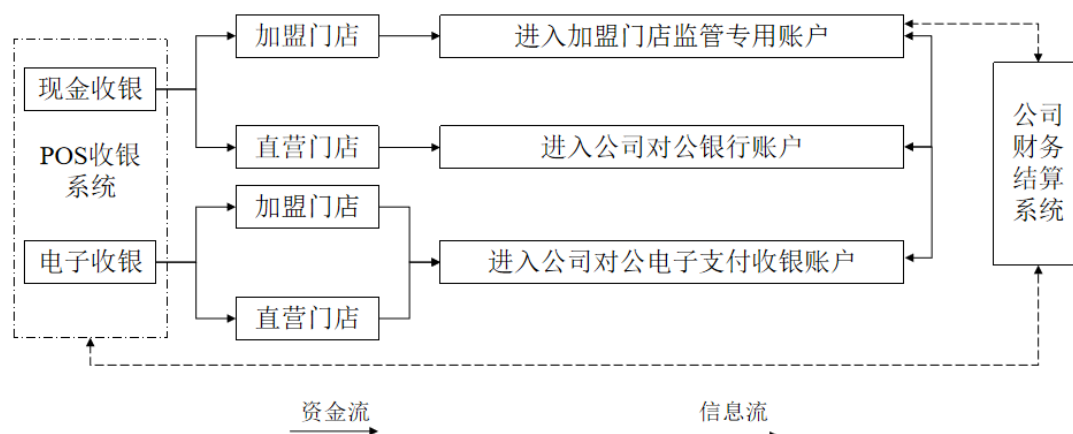 加盟门店
进入加盟门店监管专用账户
现金收银
直营门店
进入公司对公银行账户
POS收银
系统
加盟门店
电子收银
进入公司对公电子支付收银账户
直营门店
公司
财务
结算
系统
资金流
信息流